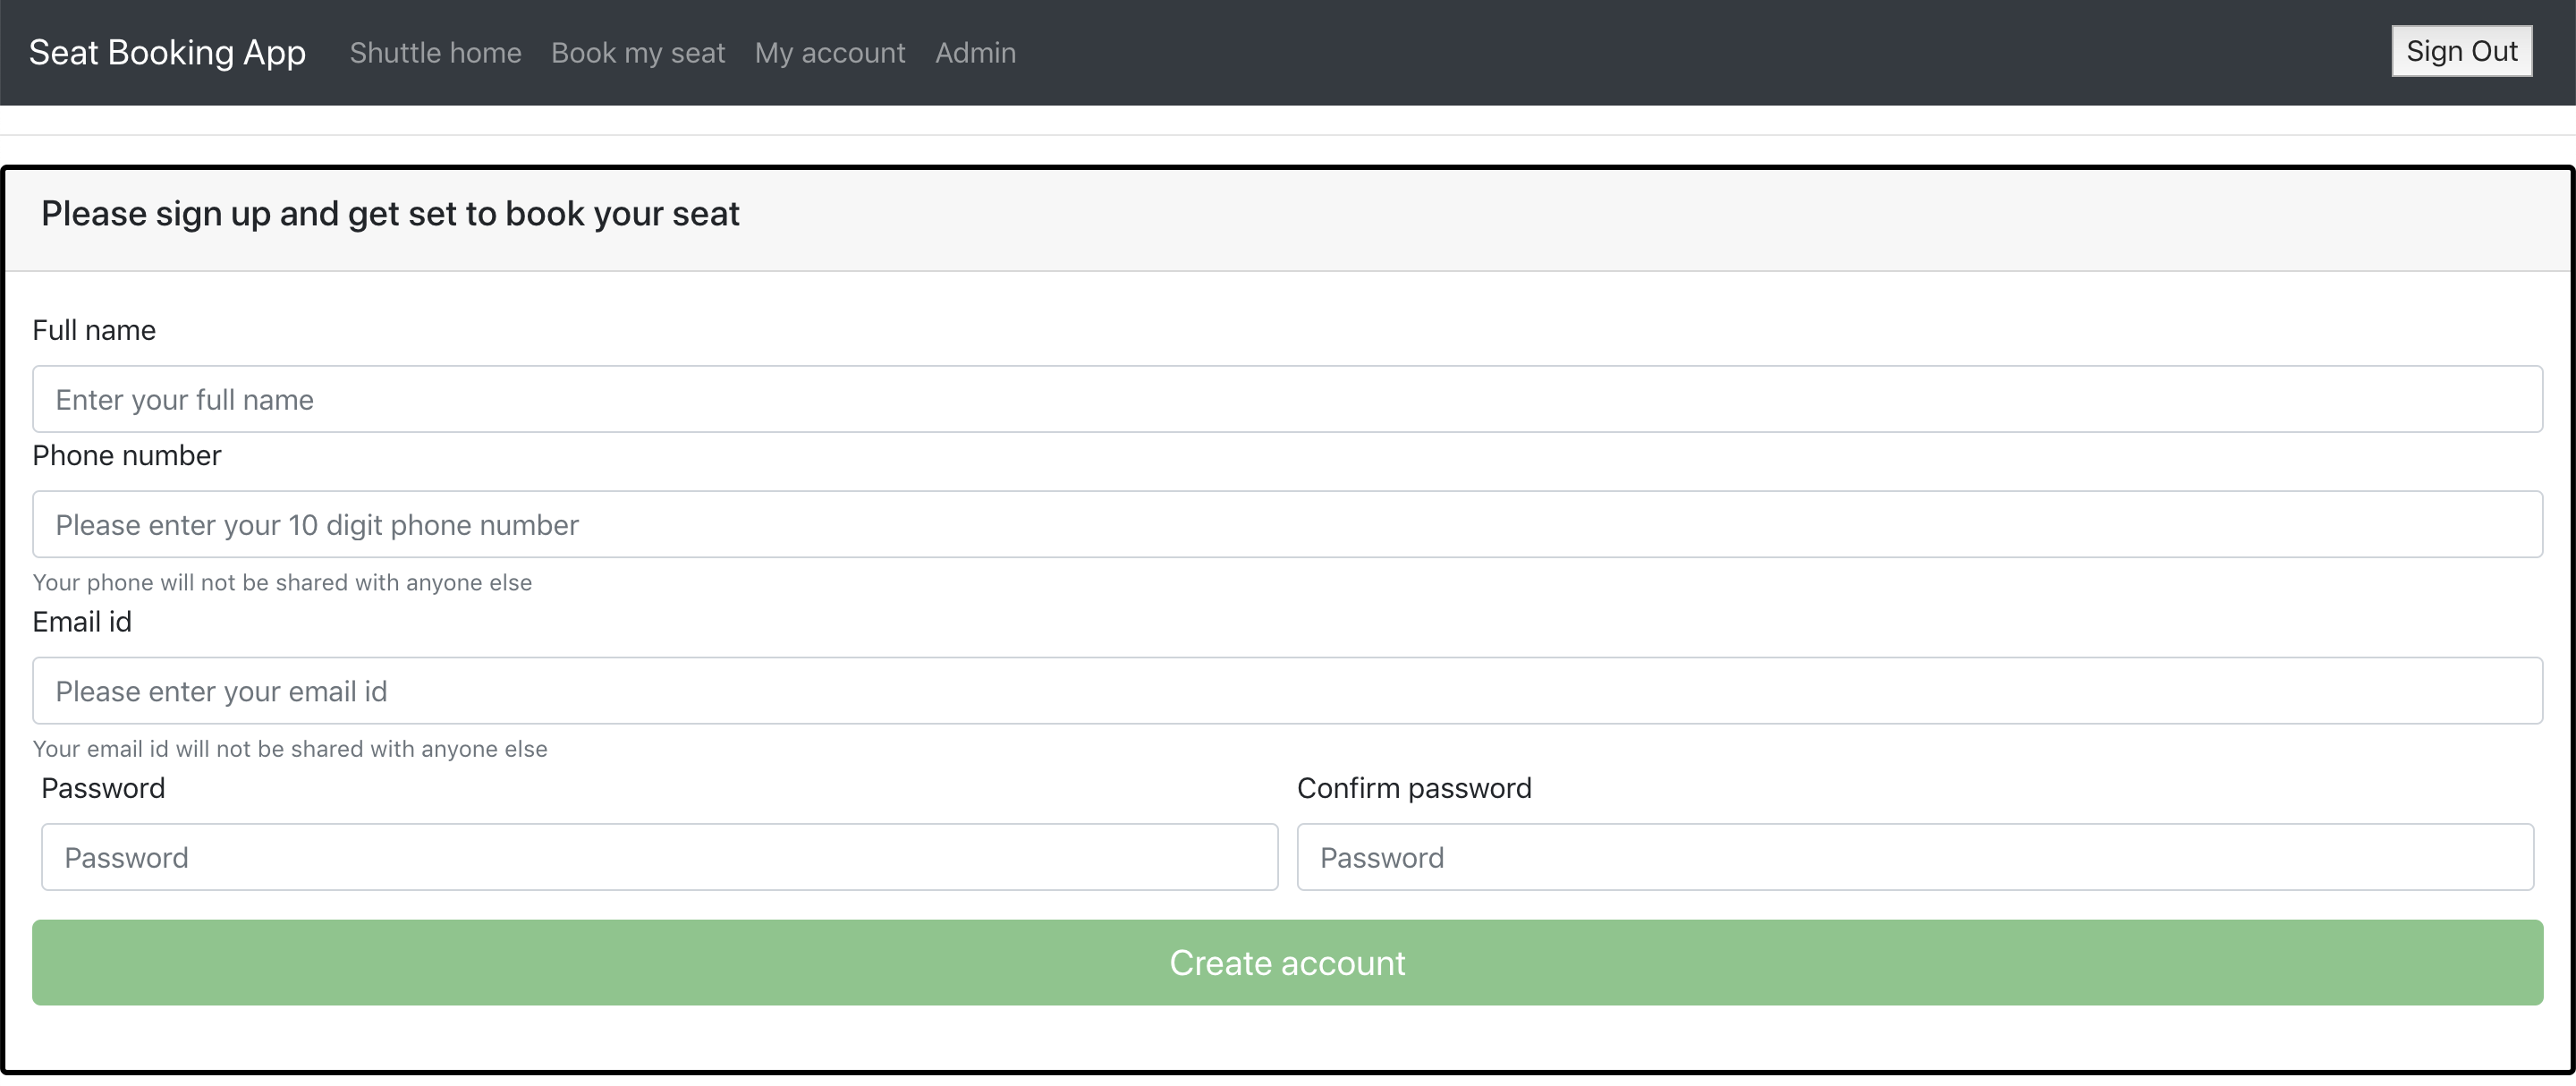 Seat Booking App Shuttle home Book my seat My account Admin Sign Out
Please sign up and get set to book your seat
Full name
Enter your full name
Phone number
Please enter your 10 digit phone number
Your phone will not be shared with anyone else
Email id
Please enter your email id
Your email id will not be shared with anyone else
Password Confirm password
Password Password
Create account